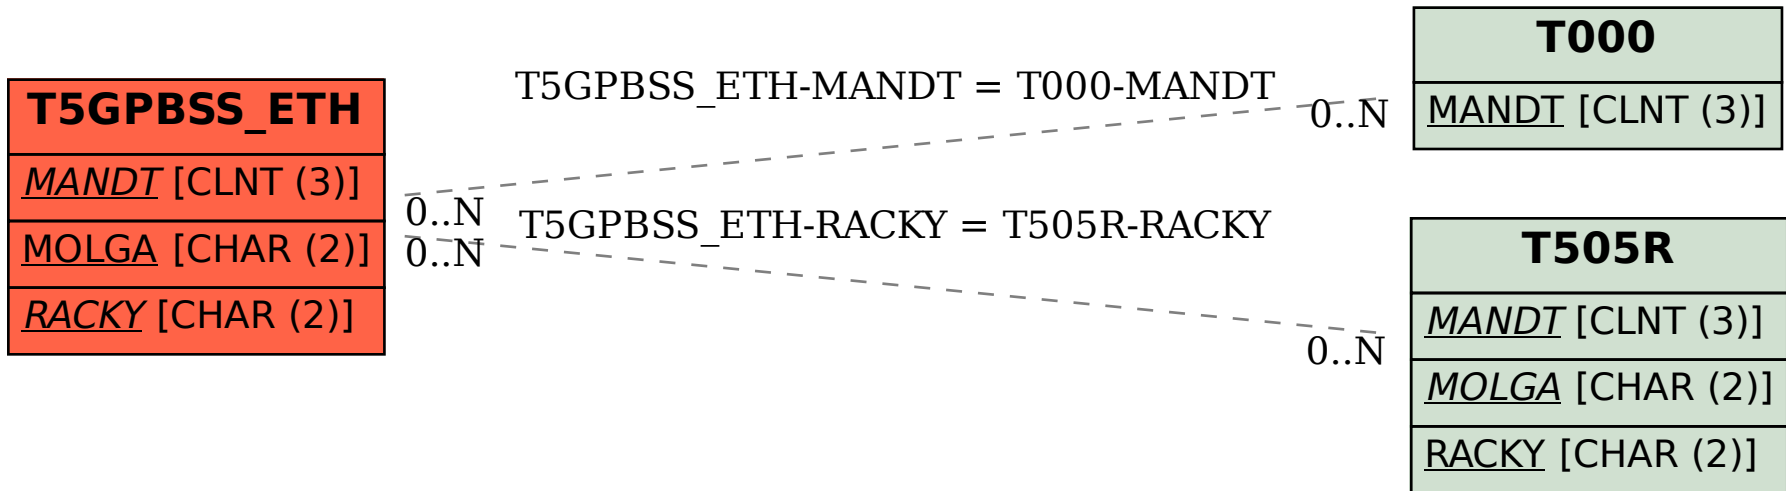 T5GPBSS_ETH
MANDT [CLNT (3)]
MOLGA [CHAR (2)]
RACKY [CHAR (2)]
T5GPBSS_ETH-MANDT = T000-MANDT
0..N
0..N
T5GPBSS_ETH-RACKY = T505R-RACKY
0..N
0..N
T000
MANDT [CLNT (3)]
T505R
MANDT [CLNT (3)]
MOLGA [CHAR (2)]
RACKY [CHAR (2)]